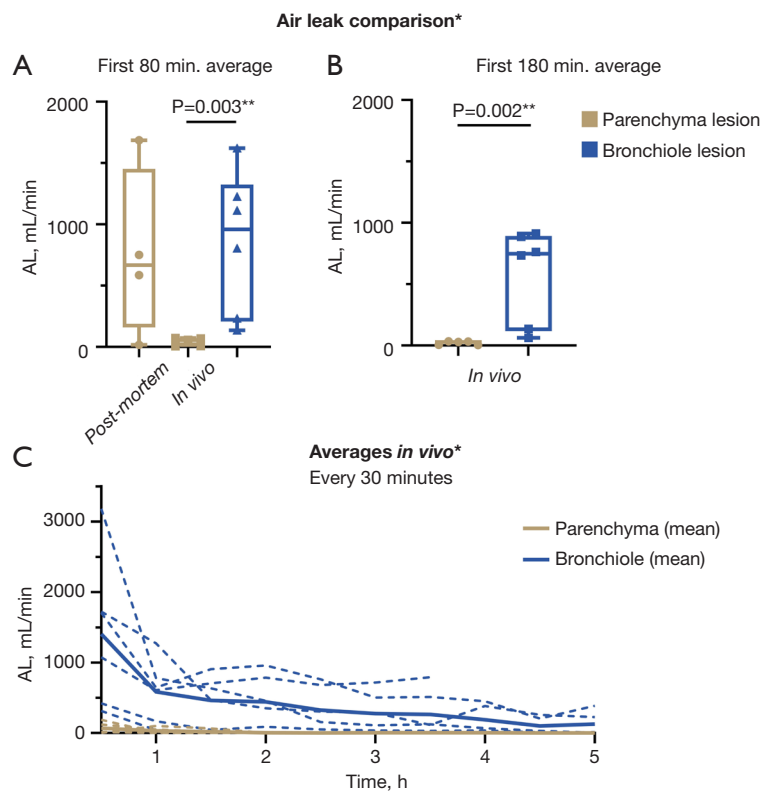 Air leak comparison*
A
First 80 min. average
2000
1000
0
AL, mL/min
P=0.003**
Post-mortem
In vivo
B
First 180 min. average
2000
1000
0
AL, mL/min
P=0.002**
In vivo
Parenchyma lesion
Bronchiole lesion
C
Averages in vivo*
Every 30 minutes
3000
2000
1000
0
AL, mL/min
1 2 3 4 5
Time, h
Parenchyma (mean)
Bronchiole (mean)